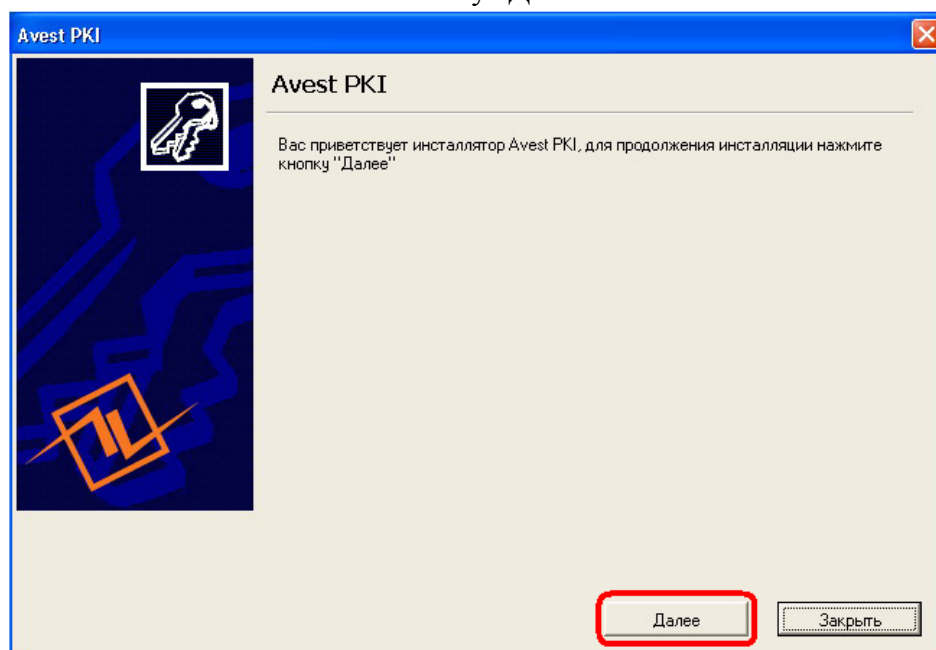 Avest PKI
Avest PKI
Вас приветствует инсталлятор Avest PKI, для продолжения инсталляции нажмите
кнопку "Далее"
Далее
Закрыть